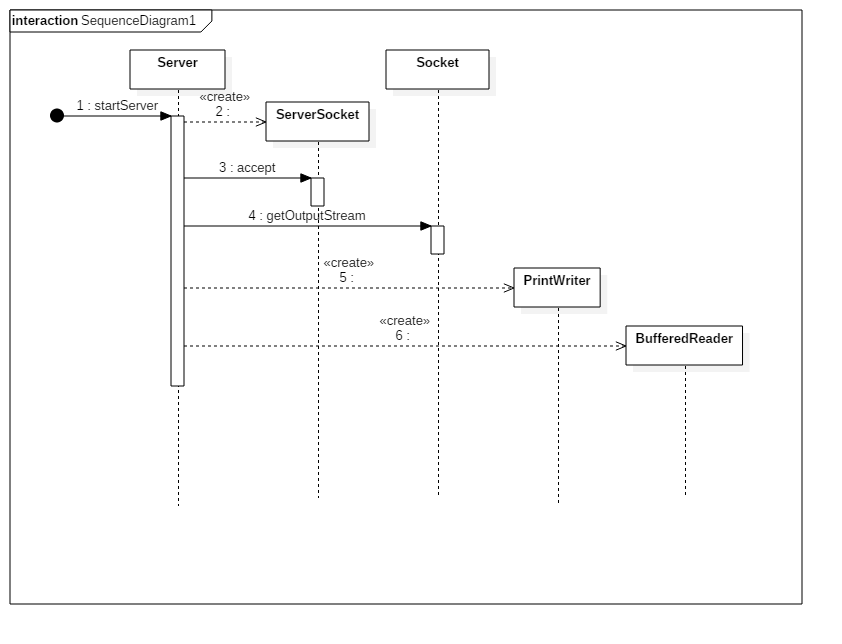 interaction SequenceDiagram1
Server
Socket
«create»
1 : startServer
2 :
ServerSocket
3 : accept
4 : getOutputStream
«create»
5 :
PrintWriter
«create»
6 :
BufferedReader